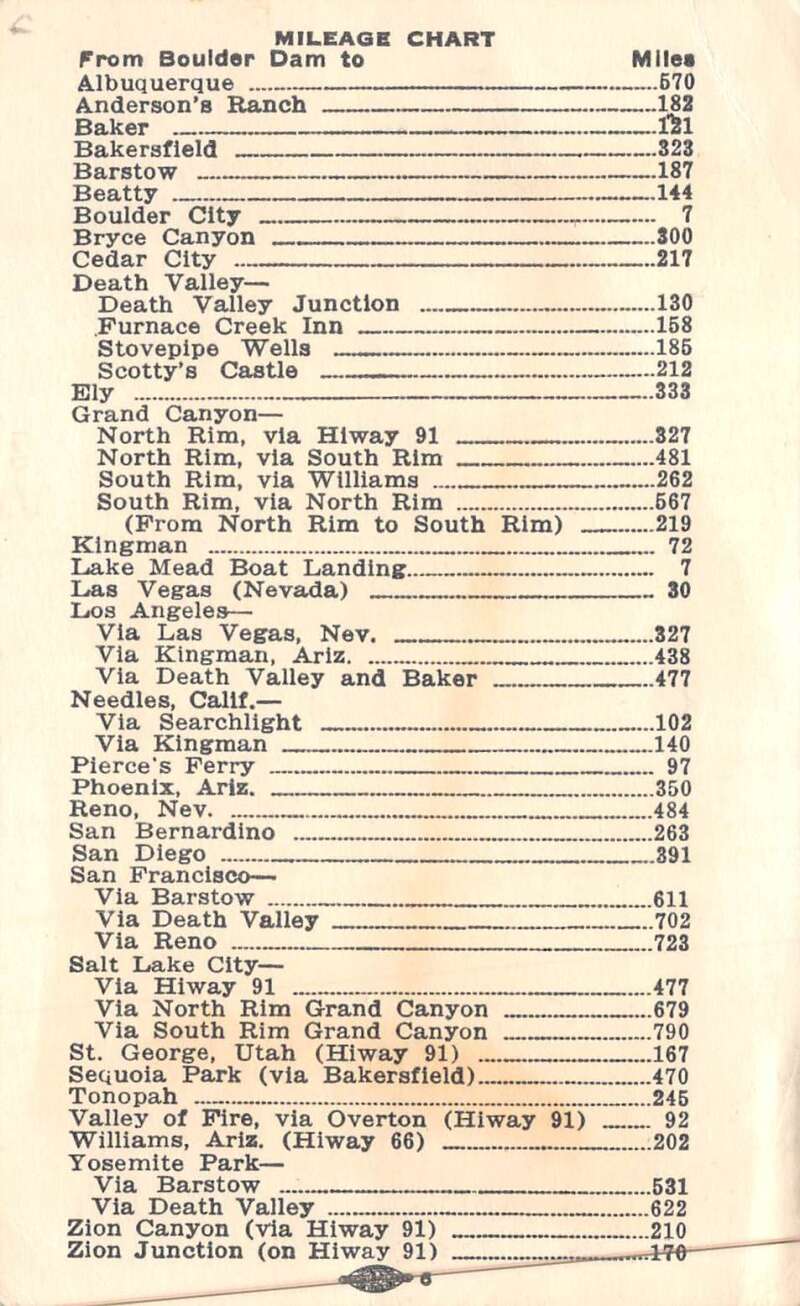 MILEAGE CHART
From Boulder Dam to Miles
Albuquerque 570
Anderson's Ranch 182
Baker 121
Bakersfield 323
Barstow 187
Beatty 144
Boulder City 7
Bryce Canyon 300
Cedar City 217
Death Valley—
Death Valley Junction 130
Furnace Creek Inn 158
Stovepipe Wells 185
Scotty's Castle 212
Ely 333
Grand Canyon—
North Rim, via Hiway 91 327
North Rim, via South Rim 481
South Rim, via Williams 262
South Rim, via North Rim 567
(From North Rim to South Rim) 219
Kingman 72
Lake Mead Boat Landing 7
Las Vegas (Nevada) 30
Los Angeles—
Via Las Vegas, Nev. 327
Via Kingman, Ariz. 438
Via Death Valley and Baker 477
Needles, Calif.—
Via Searchlight 102
Via Kingman 140
Pierce's Ferry 97
Phoenix, Ariz. 350
Reno, Nev. 484
San Bernardino 263
San Diego 391
San Francisco—
Via Barstow 611
Via Death Valley 702
Via Reno 723
Salt Lake City—
Via Hiway 91 477
Via North Rim Grand Canyon 679
Via South Rim Grand Canyon 790
St. George, Utah (Hiway 91) 167
Sequoia Park (via Bakersfield) 470
Tonopah 245
Valley of Fire, via Overton (Hiway 91) 92
Williams, Ariz. (Hiway 66) 202
Yosemite Park—
Via Barstow 531
Via Death Valley 622
Zion Canyon (via Hiway 91) 210
Zion Junction (on Hiway 91) 170
6